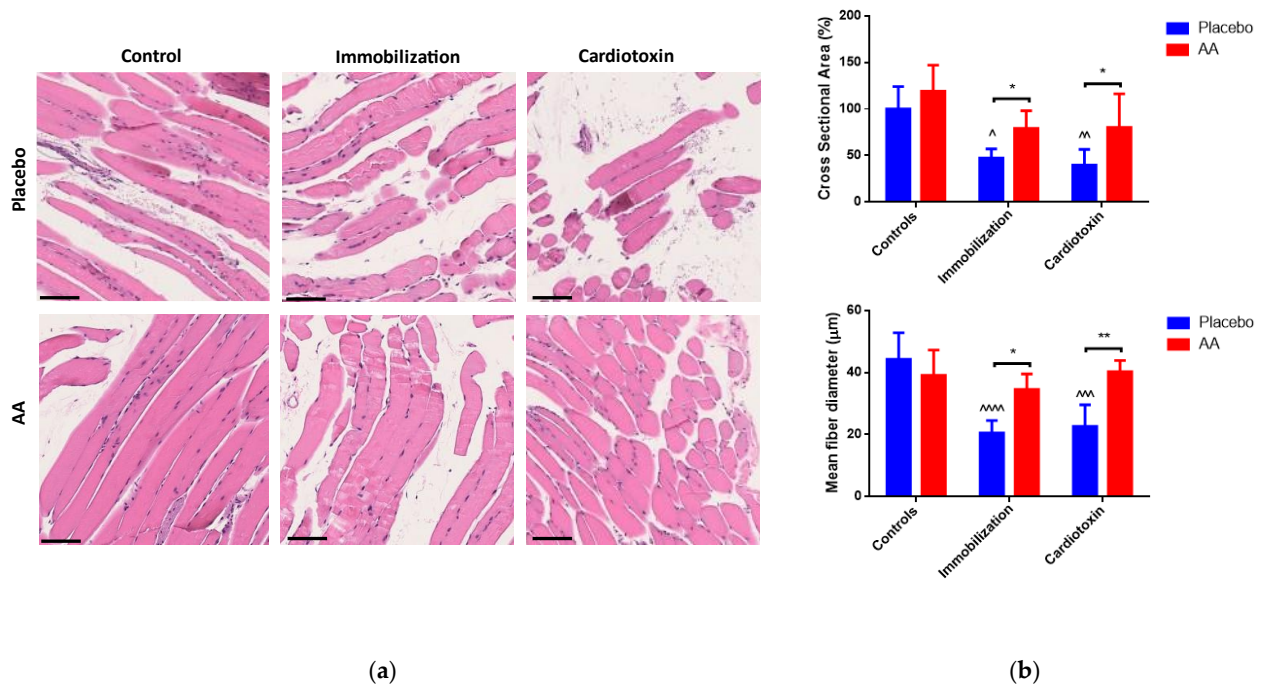 Control
Immobilization
Cardiotoxin
Placebo
AA
Cross Sectional Area (%)
200
150
100
50
0
^
*
^^
*
Controls
Immobilization
Cardiotoxin
Placebo
AA
Mean fiber diameter (µm)
60
40
20
0
^^^^
*
^^^
**
Controls
Immobilization
Cardiotoxin
Placebo
AA
(a)
(b)